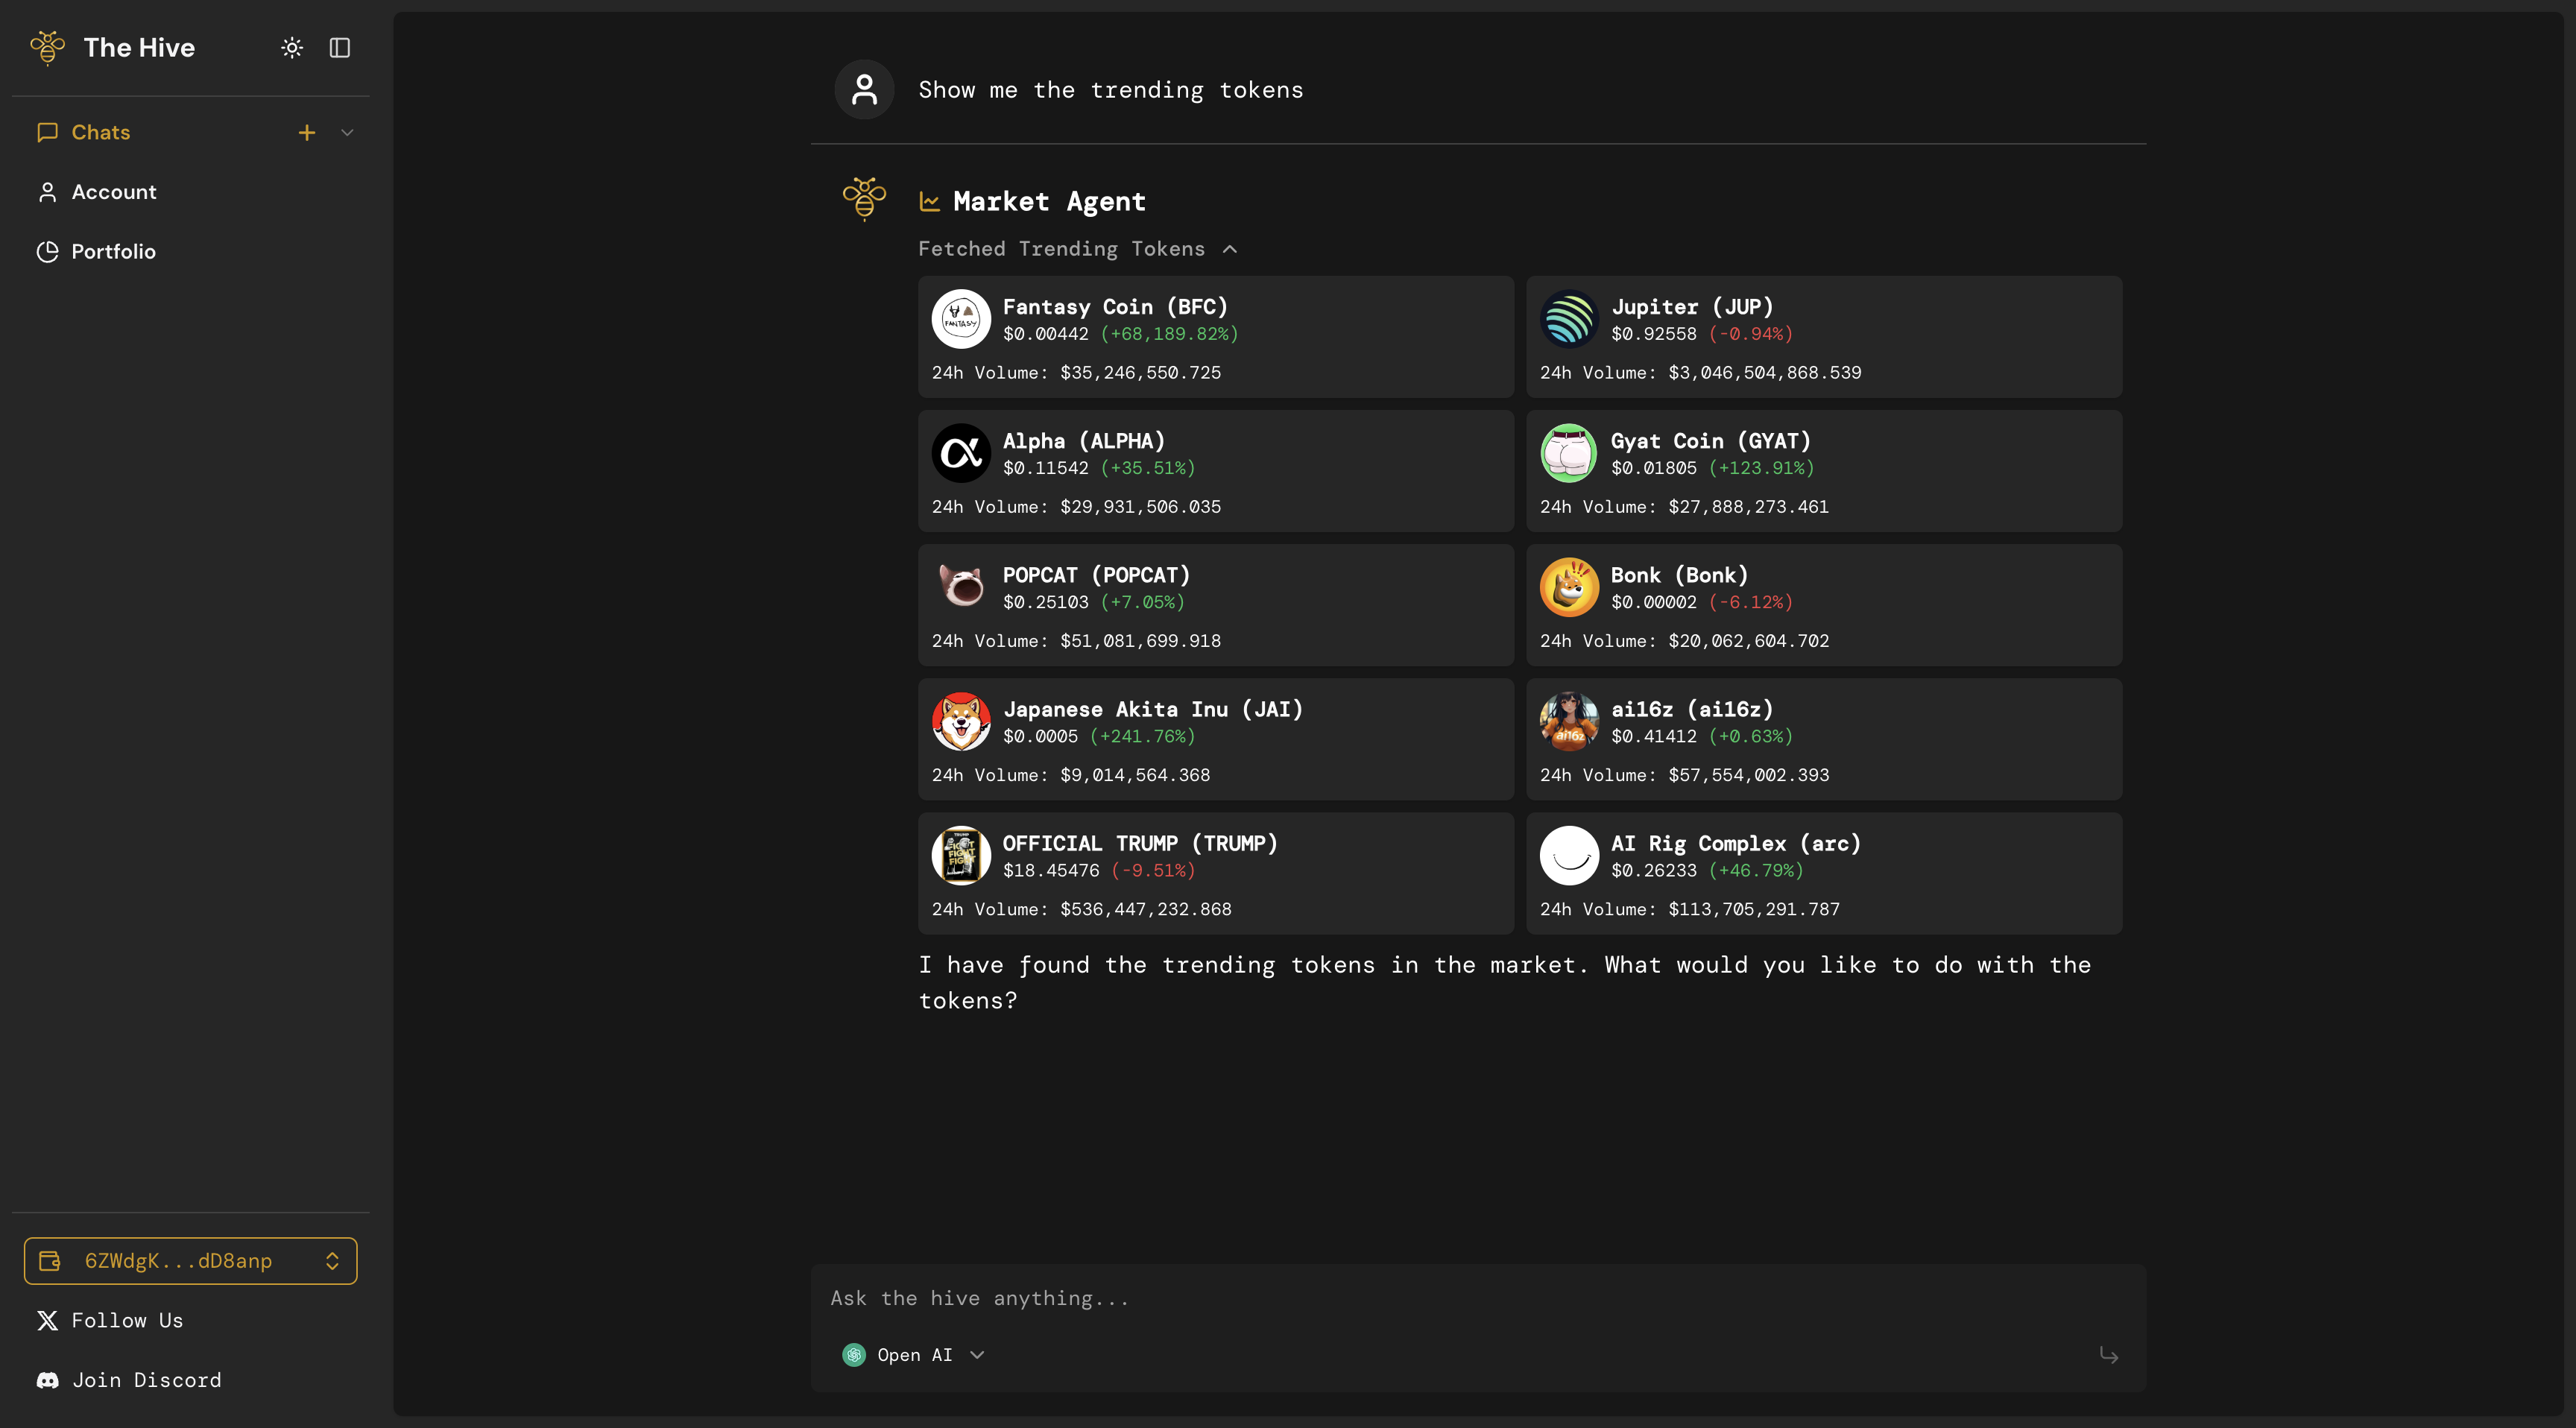 The Hive
Chats
Account
Portfolio
6ZWdgK...dD8anp
Follow Us
Join Discord
Show me the trending tokens
Market Agent
Fetched Trending Tokens
FANTASY
Fantasy Coin (BFC)
$0.00442 (+68,189.82%)
24h Volume: $35,246,550.725
Jupiter (JUP)
$0.92558 (-0.94%)
24h Volume: $3,046,504,868.539
Alpha (ALPHA)
$0.11542 (+35.51%)
24h Volume: $29,931,506.035
Gyat Coin (GYAT)
$0.01805 (+123.91%)
24h Volume: $27,888,273.461
POPCAT (POPCAT)
$0.25103 (+7.05%)
24h Volume: $51,081,699.918
Bonk (Bonk)
$0.00002 (-6.12%)
24h Volume: $20,062,604.702
Japanese Akita Inu (JAI)
$0.0005 (+241.76%)
24h Volume: $9,014,564.368
ai16z
ai16z (ai16z)
$0.41412 (+0.63%)
24h Volume: $57,554,002.393
TRUMP
FIGHT
FIGHT
FIGHT
OFFICIAL TRUMP (TRUMP)
$18.45476 (-9.51%)
24h Volume: $536,447,232.868
AI Rig Complex (arc)
$0.26233 (+46.79%)
24h Volume: $113,705,291.787
I have found the trending tokens in the market. What would you like to do with the
tokens?
Ask the hive anything...
Open AI